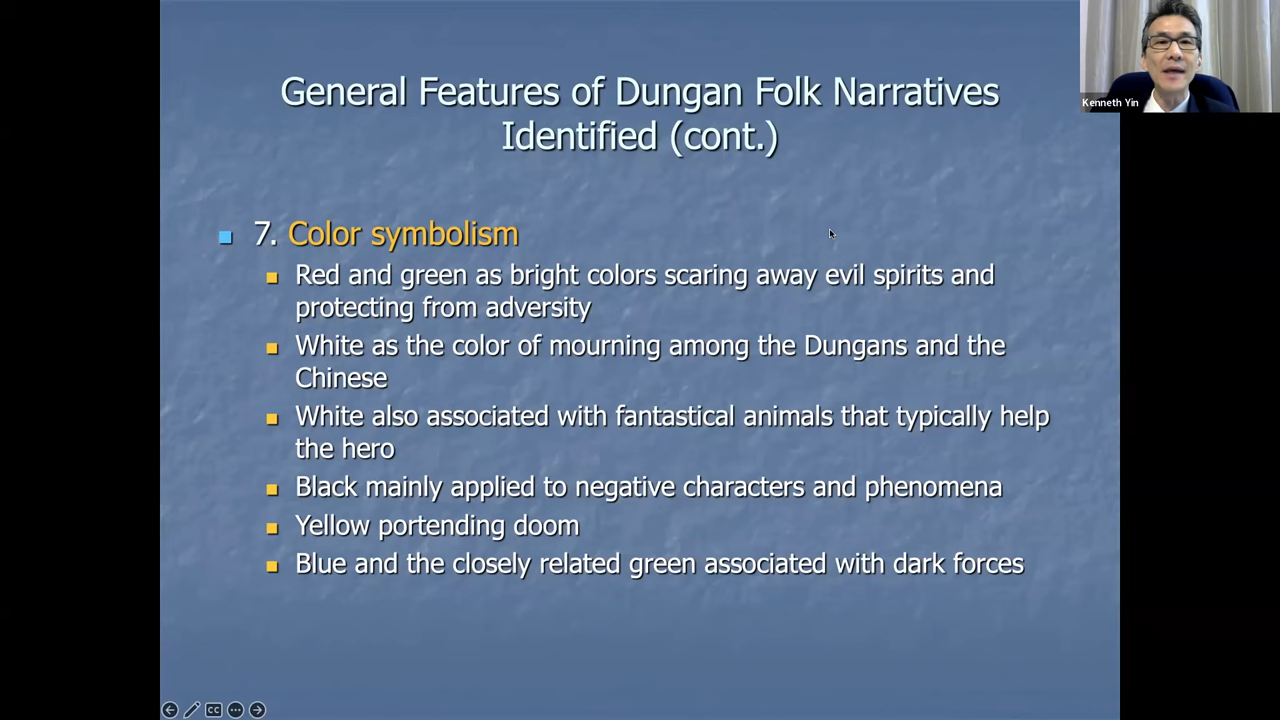 General Features of Dungan Folk Narratives
Identified (cont.)
Kenneth Yin
7. Color symbolism
Red and green as bright colors scaring away evil spirits and
protecting from adversity
White as the color of mourning among the Dungans and the
Chinese
White also associated with fantastical animals that typically help
the hero
Black mainly applied to negative characters and phenomena
Yellow portending doom
Blue and the closely related green associated with dark forces
CC